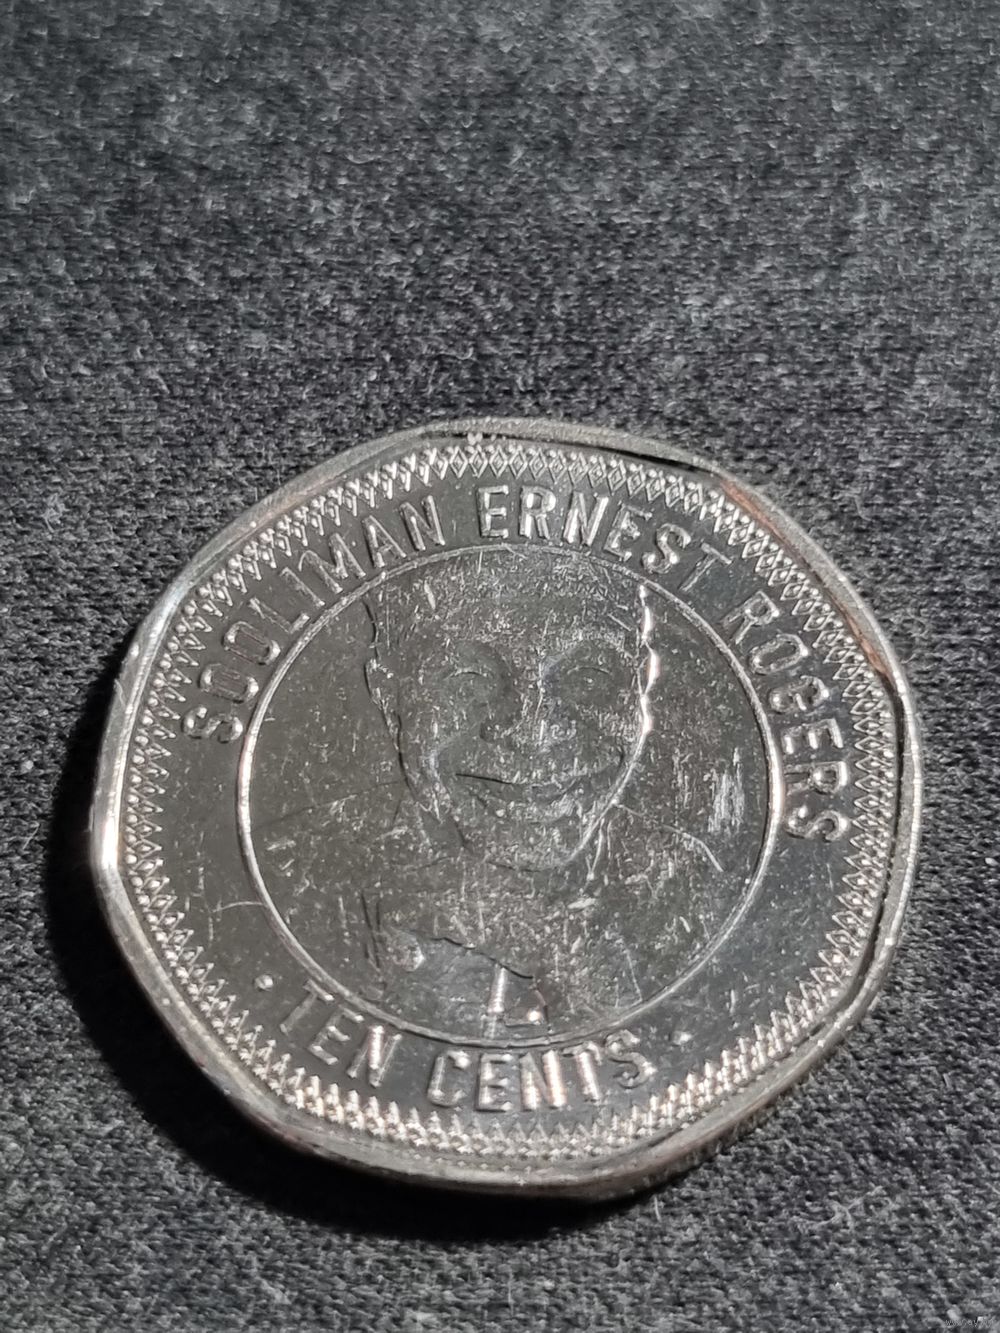 SOOLIMAN ERNEST ROGERS
• TEN CENTS •